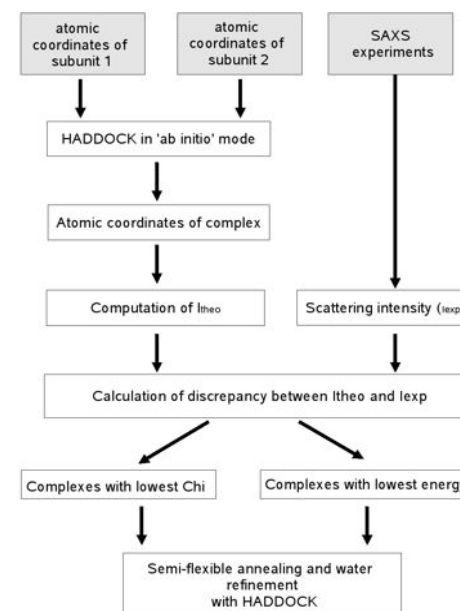 atomic
coordinates of
subunit 1
atomic
coordinates of
subunit 2
SAXS
experiments
HADDOCK in 'ab initio' mode
Atomic coordinates of complex
Computation of Itheo
Scattering intensity (Iexp
Calculation of discrepancy between Itheo and Iexp
Complexes with lowest Chi
Complexes with lowest energy
Semi-flexible annealing and water
refinement
with HADDOCK